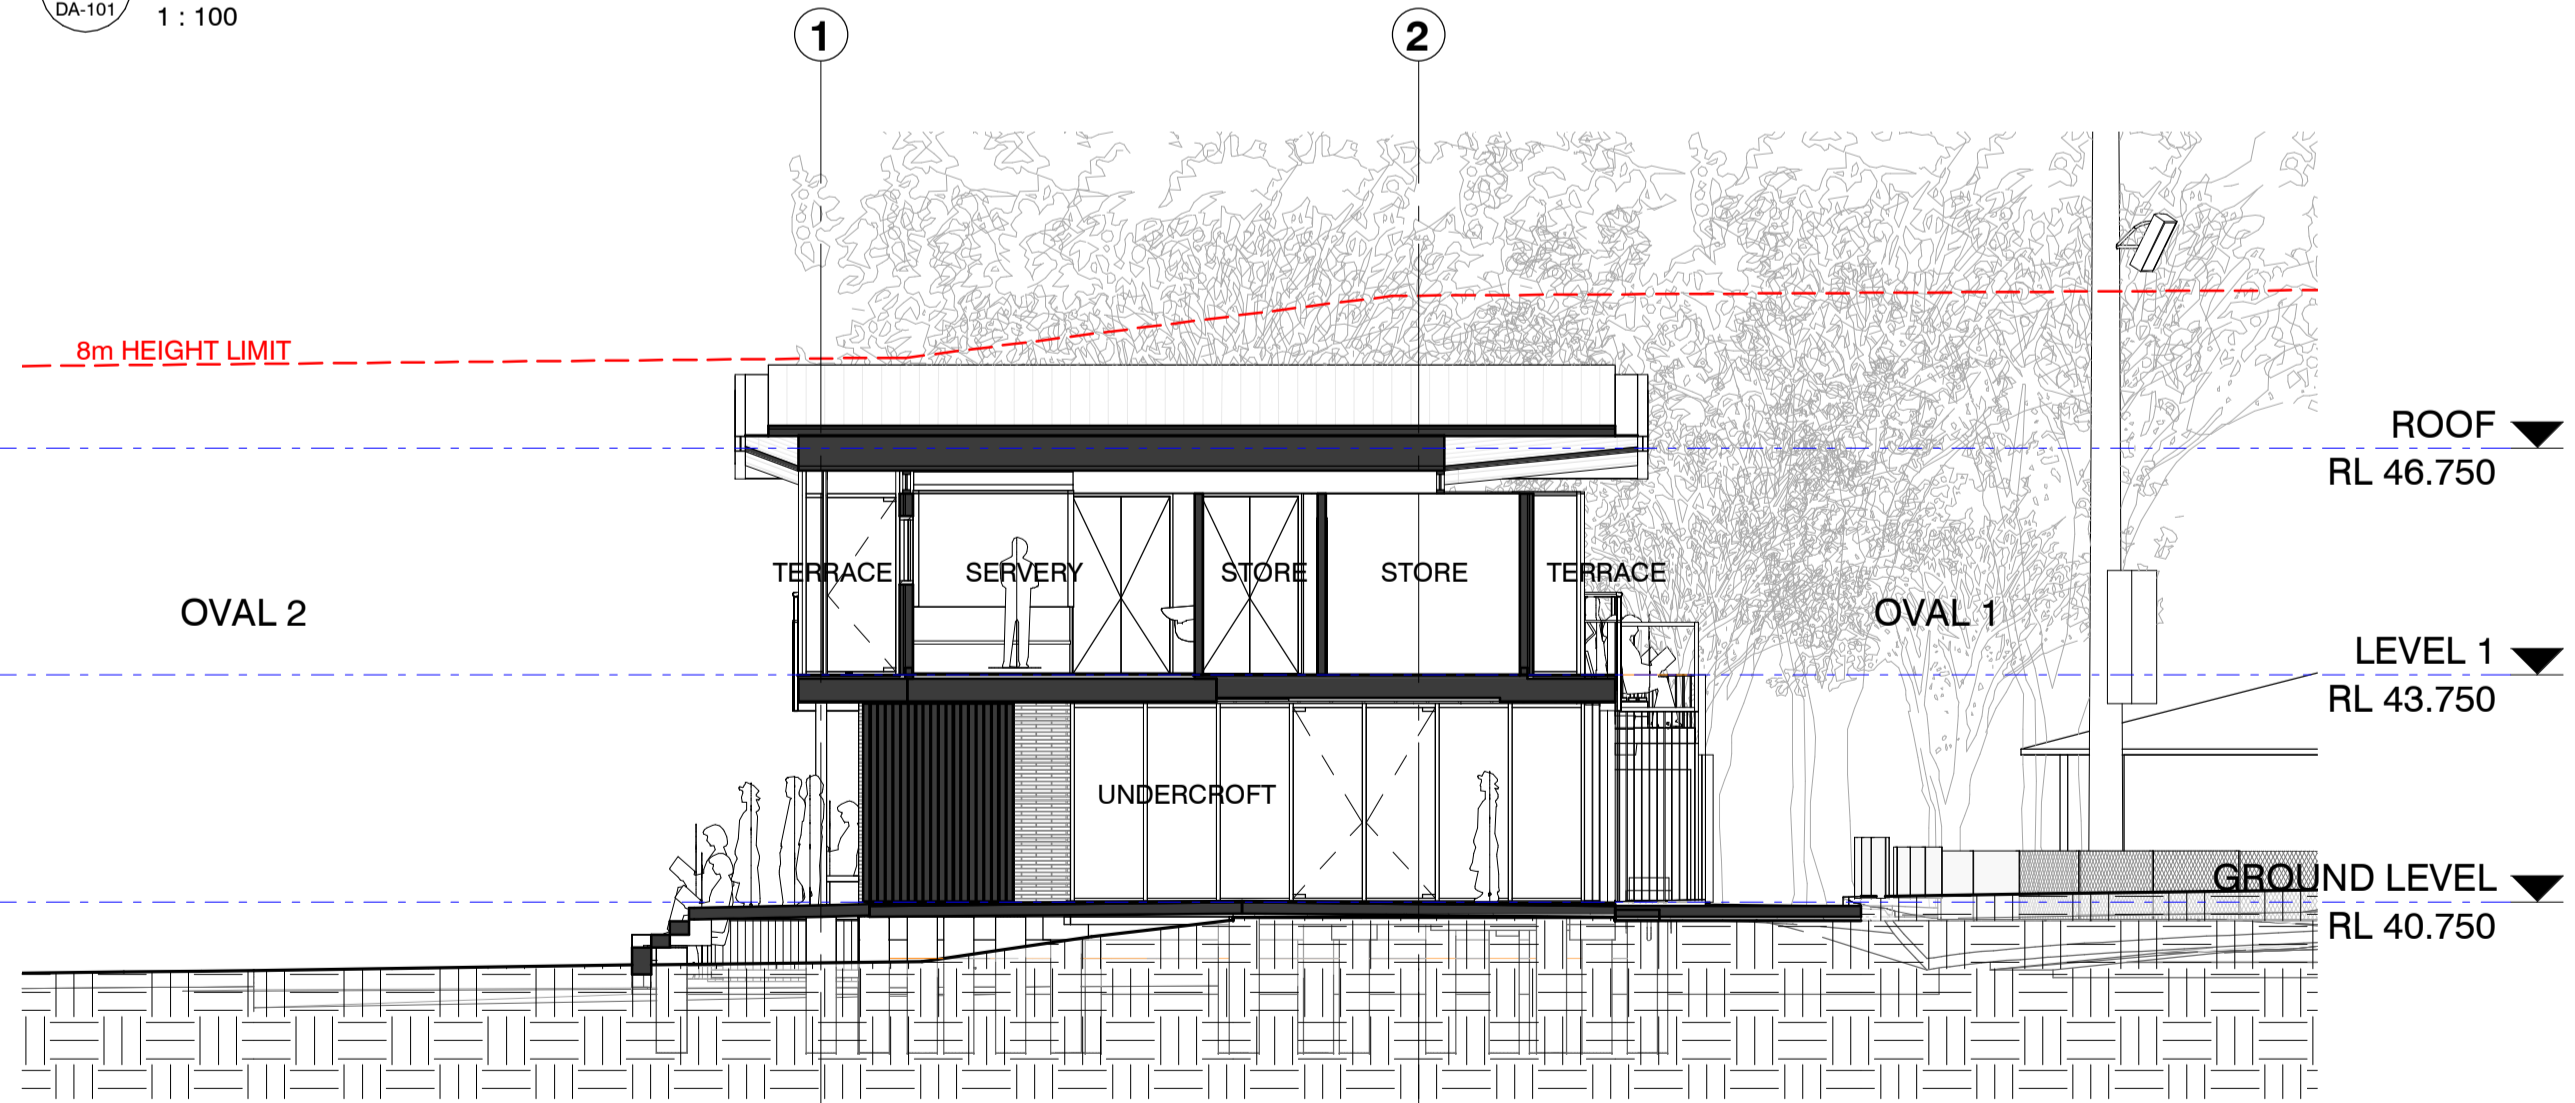 DA-101
1 : 100
1
2
8m HEIGHT LIMIT
ROOF
RL 46.750
TERRACE
SERVERY
STORE
STORE
TERRACE
OVAL 2
OVAL 1
LEVEL 1
RL 43.750
UNDERCROFT
GROUND LEVEL
RL 40.750